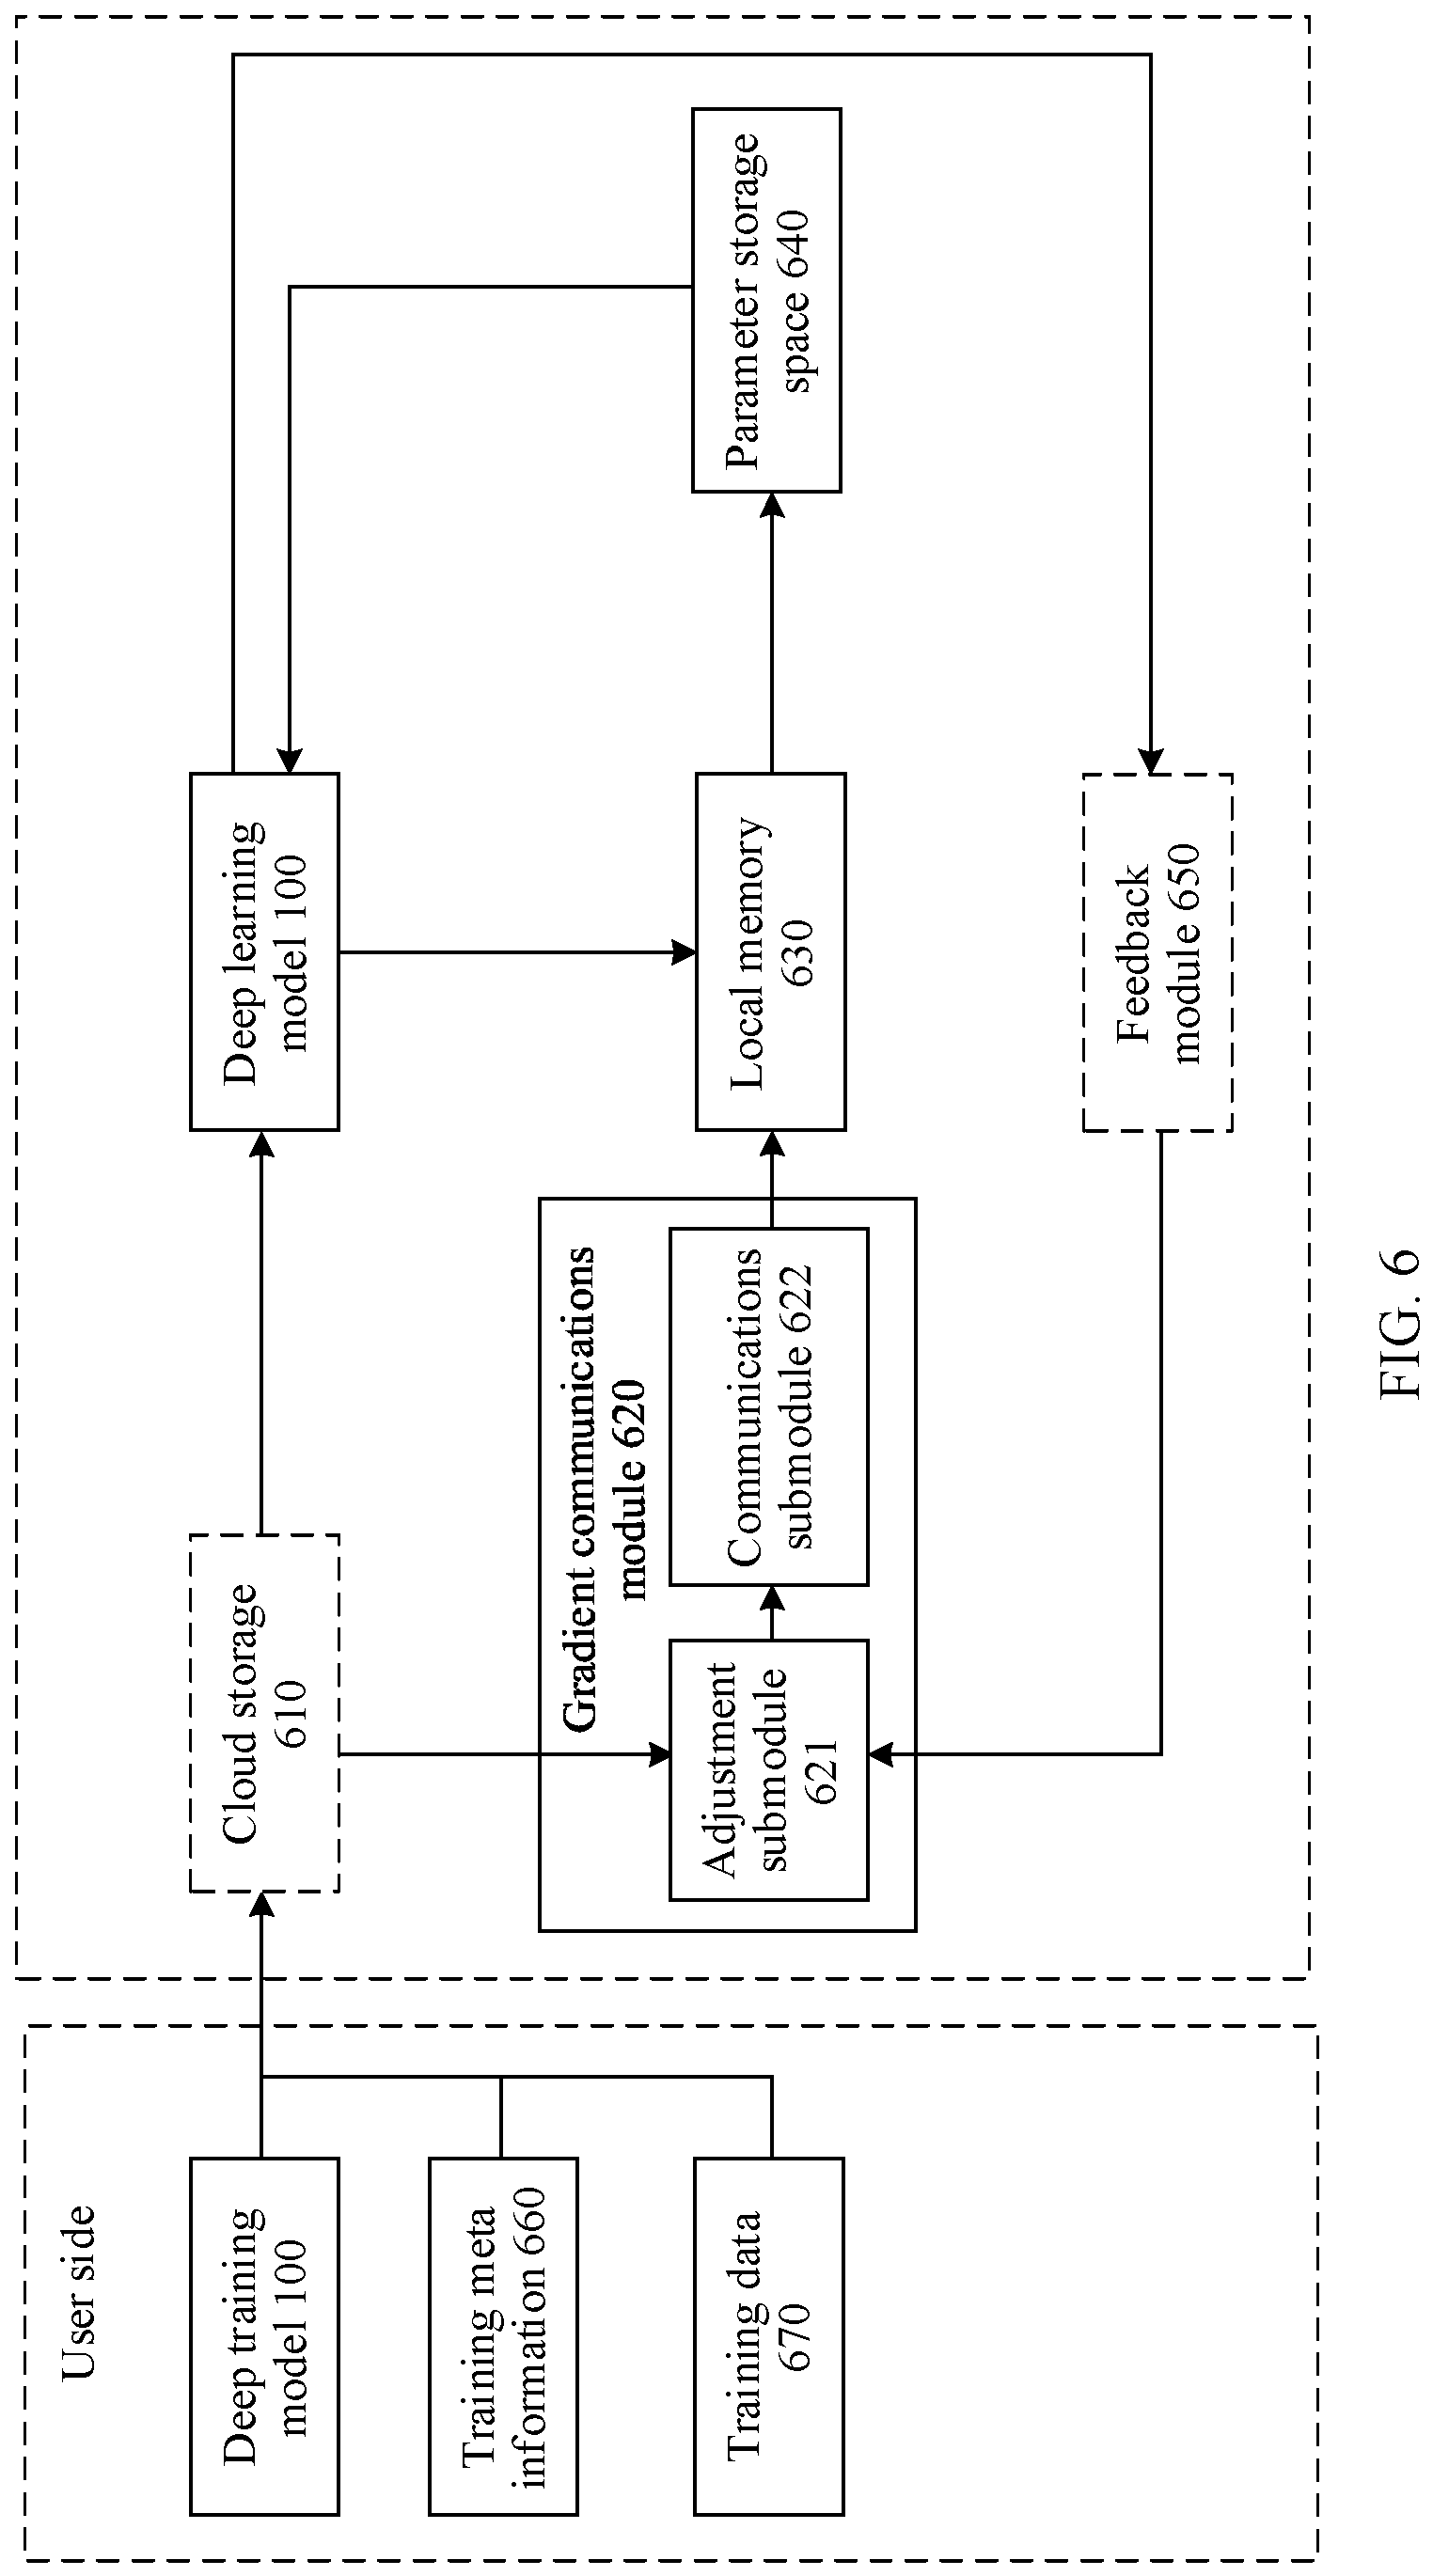 User side
Deep training
model 100
Training meta
information 660
Training data
670
Cloud storage
610
Gradient communications
module 620
Adjustment
submodule
621
Communications
submodule 622
Deep learning
model 100
Local memory
630
Feedback
module 650
Parameter storage
space 640
FIG. 6